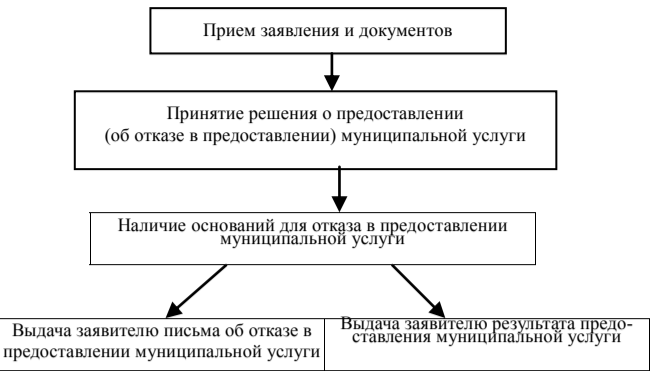 Прием заявления и документов
Принятие решения о предоставлении
(об отказе в предоставлении) муниципальной услуги
Наличие оснований для отказа в предоставлении
муниципальной услуги
Выдача заявителю письма об отказе в
предоставлении муниципальной услуги
Выдача заявителю результата предо-
ставления муниципальной услуги